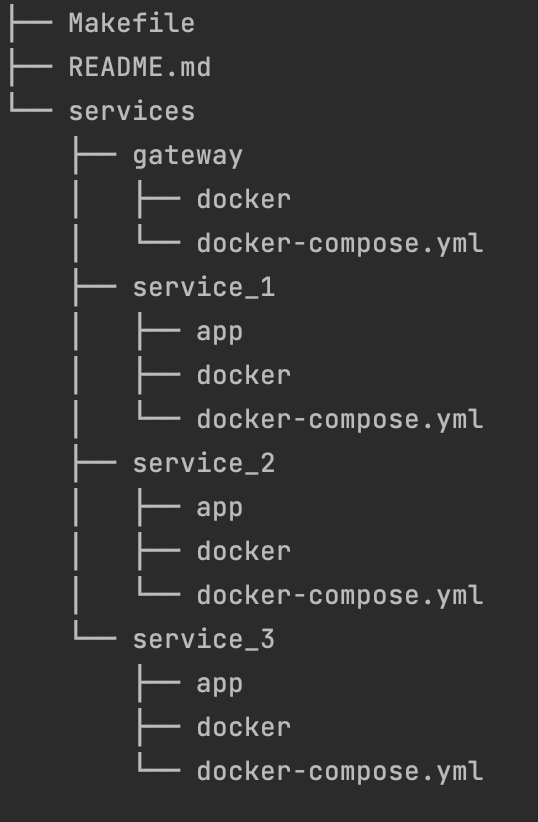 ├── Makefile
├── README.md
└── services
    ├── gateway
    │   ├── docker
    │   └── docker-compose.yml
    ├── service_1
    │   ├── app
    │   ├── docker
    │   └── docker-compose.yml
    ├── service_2
    │   ├── app
    │   ├── docker
    │   └── docker-compose.yml
    └── service_3
        ├── app
        ├── docker
        └── docker-compose.yml